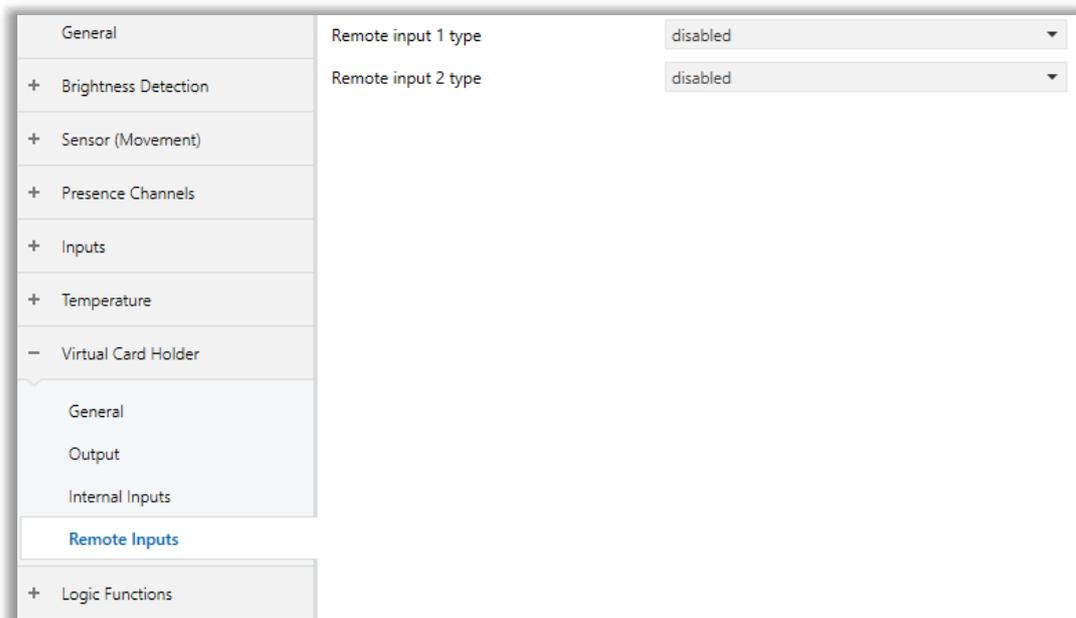 General
+ Brightness Detection
+ Sensor (Movement)
+ Presence Channels
+ Inputs
+ Temperature
− Virtual Card Holder
General
Output
Internal Inputs
Remote Inputs
+ Logic Functions
Remote input 1 type disabled
Remote input 2 type disabled